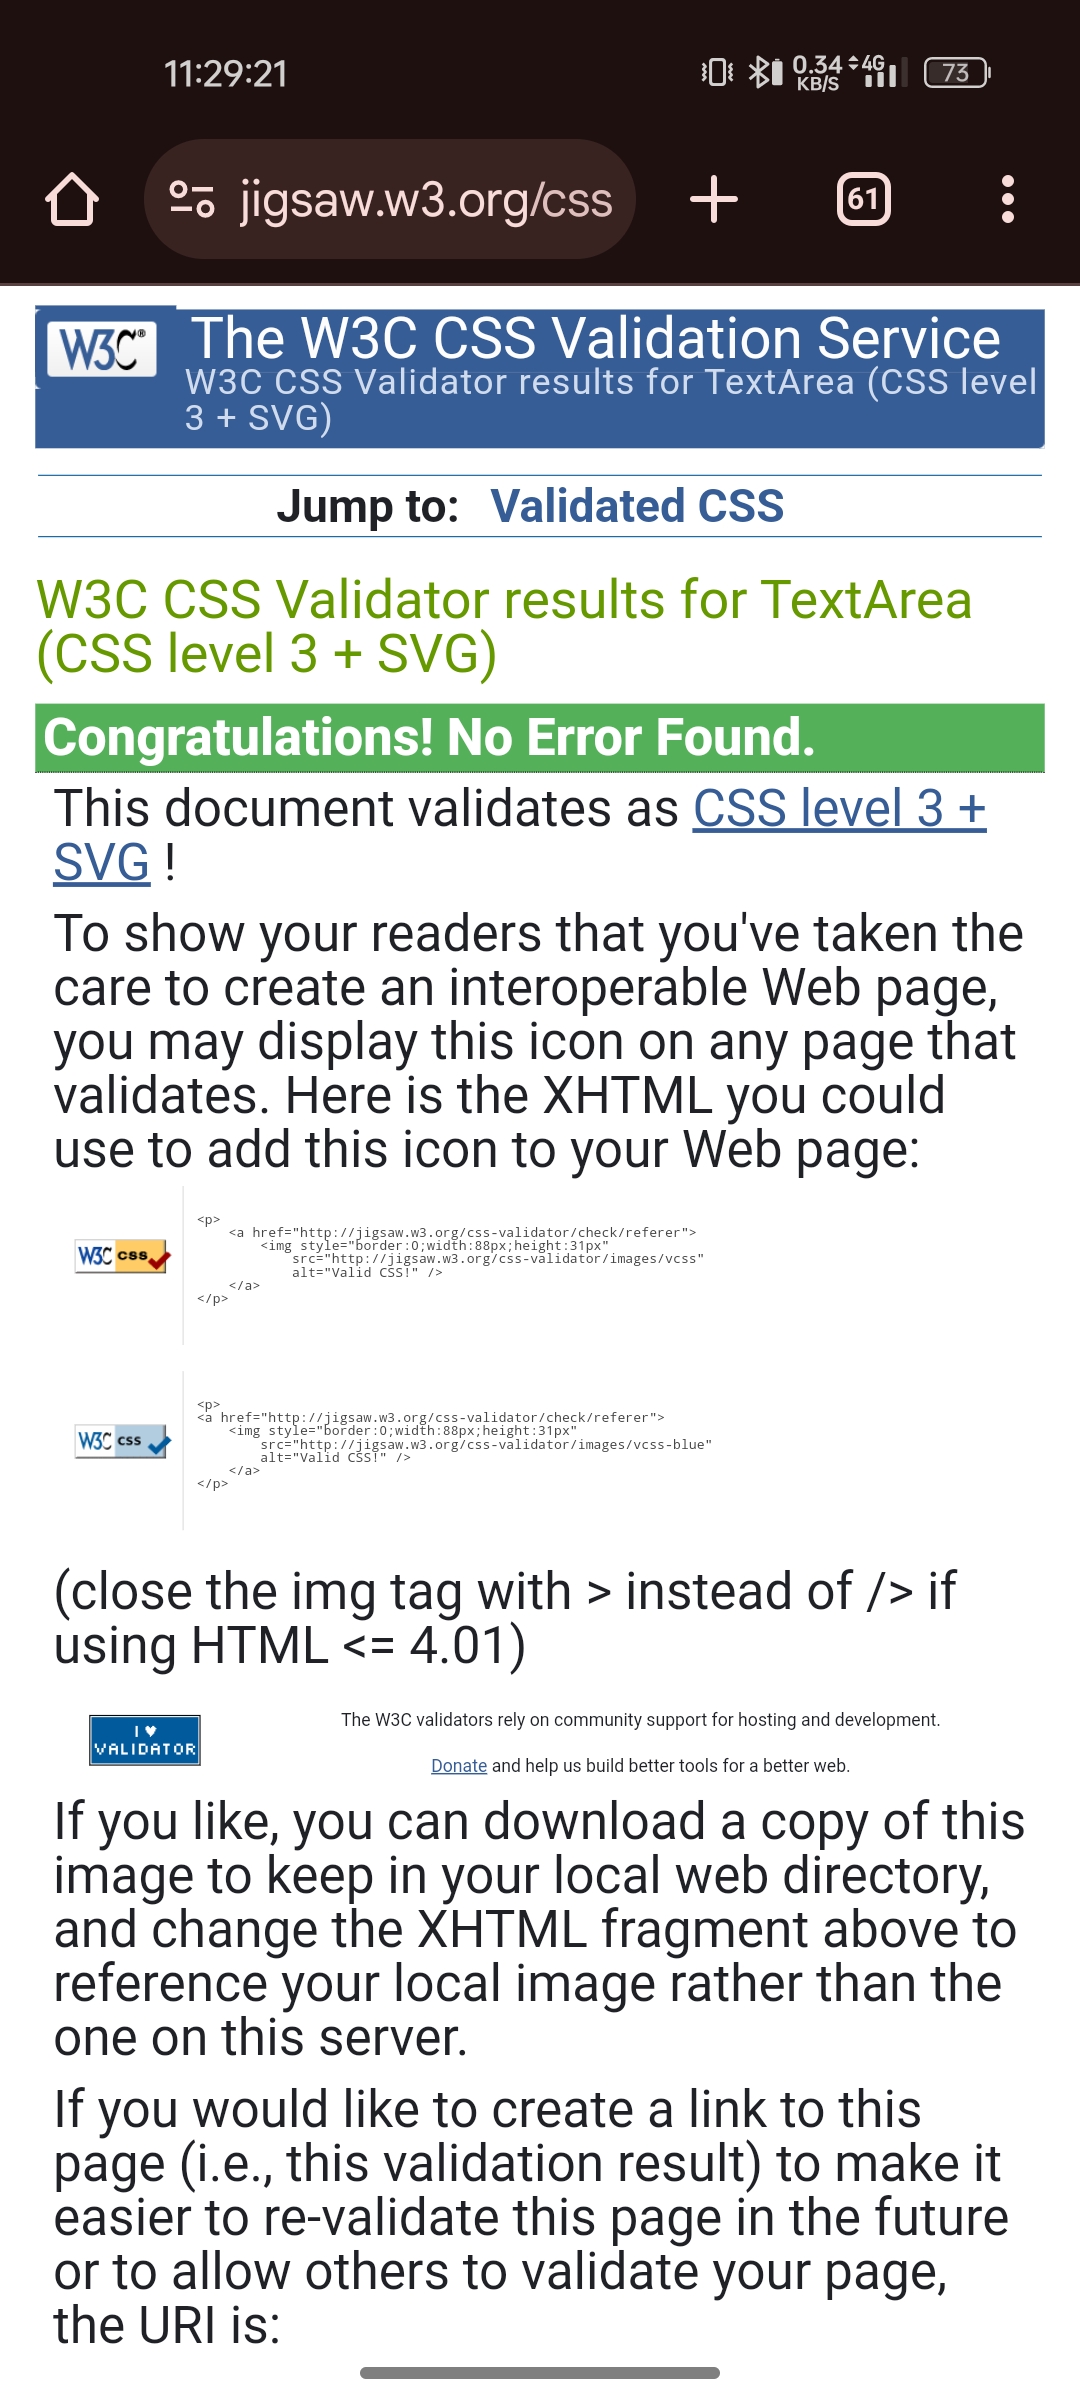 11:29:21
0.34 KB/S 4G 73
jigsaw.w3.org/css
61
W3C® The W3C CSS Validation Service
W3C CSS Validator results for TextArea (CSS level
3 + SVG)
Jump to: Validated CSS
W3C CSS Validator results for TextArea
(CSS level 3 + SVG)
Congratulations! No Error Found.
This document validates as CSS level 3 +
SVG !
To show your readers that you've taken the
care to create an interoperable Web page,
you may display this icon on any page that
validates. Here is the XHTML you could
use to add this icon to your Web page:
W3C css
<p>
<a href="http://jigsaw.w3.org/css-validator/check/referer">
<img style="border:0;width:88px;height:31px"
src="http://jigsaw.w3.org/css-validator/images/vcss"
alt="Valid CSS!" />
</a>
</p>
W3C css
<p>
<a href="http://jigsaw.w3.org/css-validator/check/referer">
<img style="border:0;width:88px;height:31px"
src="http://jigsaw.w3.org/css-validator/images/vcss-blue"
alt="Valid CSS!" />
</a>
</p>
(close the img tag with > instead of /> if
using HTML <= 4.01)
I ♥
VALIDATOR
The W3C validators rely on community support for hosting and development.
Donate and help us build better tools for a better web.
If you like, you can download a copy of this
image to keep in your local web directory,
and change the XHTML fragment above to
reference your local image rather than the
one on this server.
If you would like to create a link to this
page (i.e., this validation result) to make it
easier to re-validate this page in the future
or to allow others to validate your page,
the URI is: